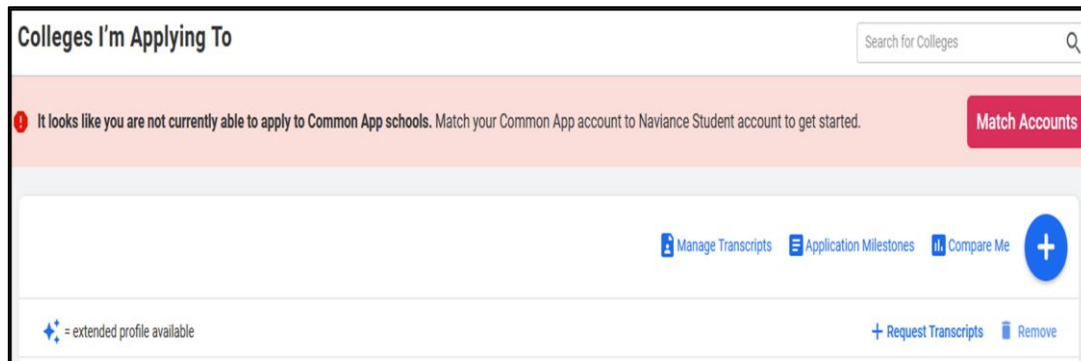 Colleges I'm Applying To
Search for Colleges
It looks like you are not currently able to apply to Common App schools. Match your Common App account to Naviance Student account to get started.
Match Accounts
Manage Transcripts Application Milestones Compare Me +
= extended profile available
+ Request Transcripts Remove